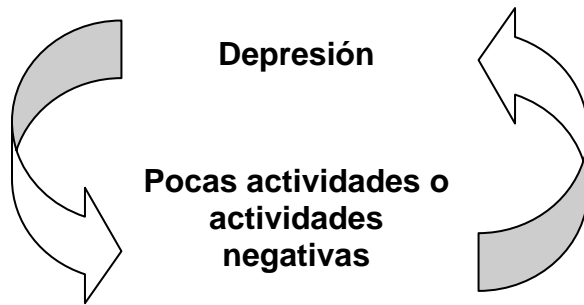 Depresión
Pocas actividades o
actividades
negativas